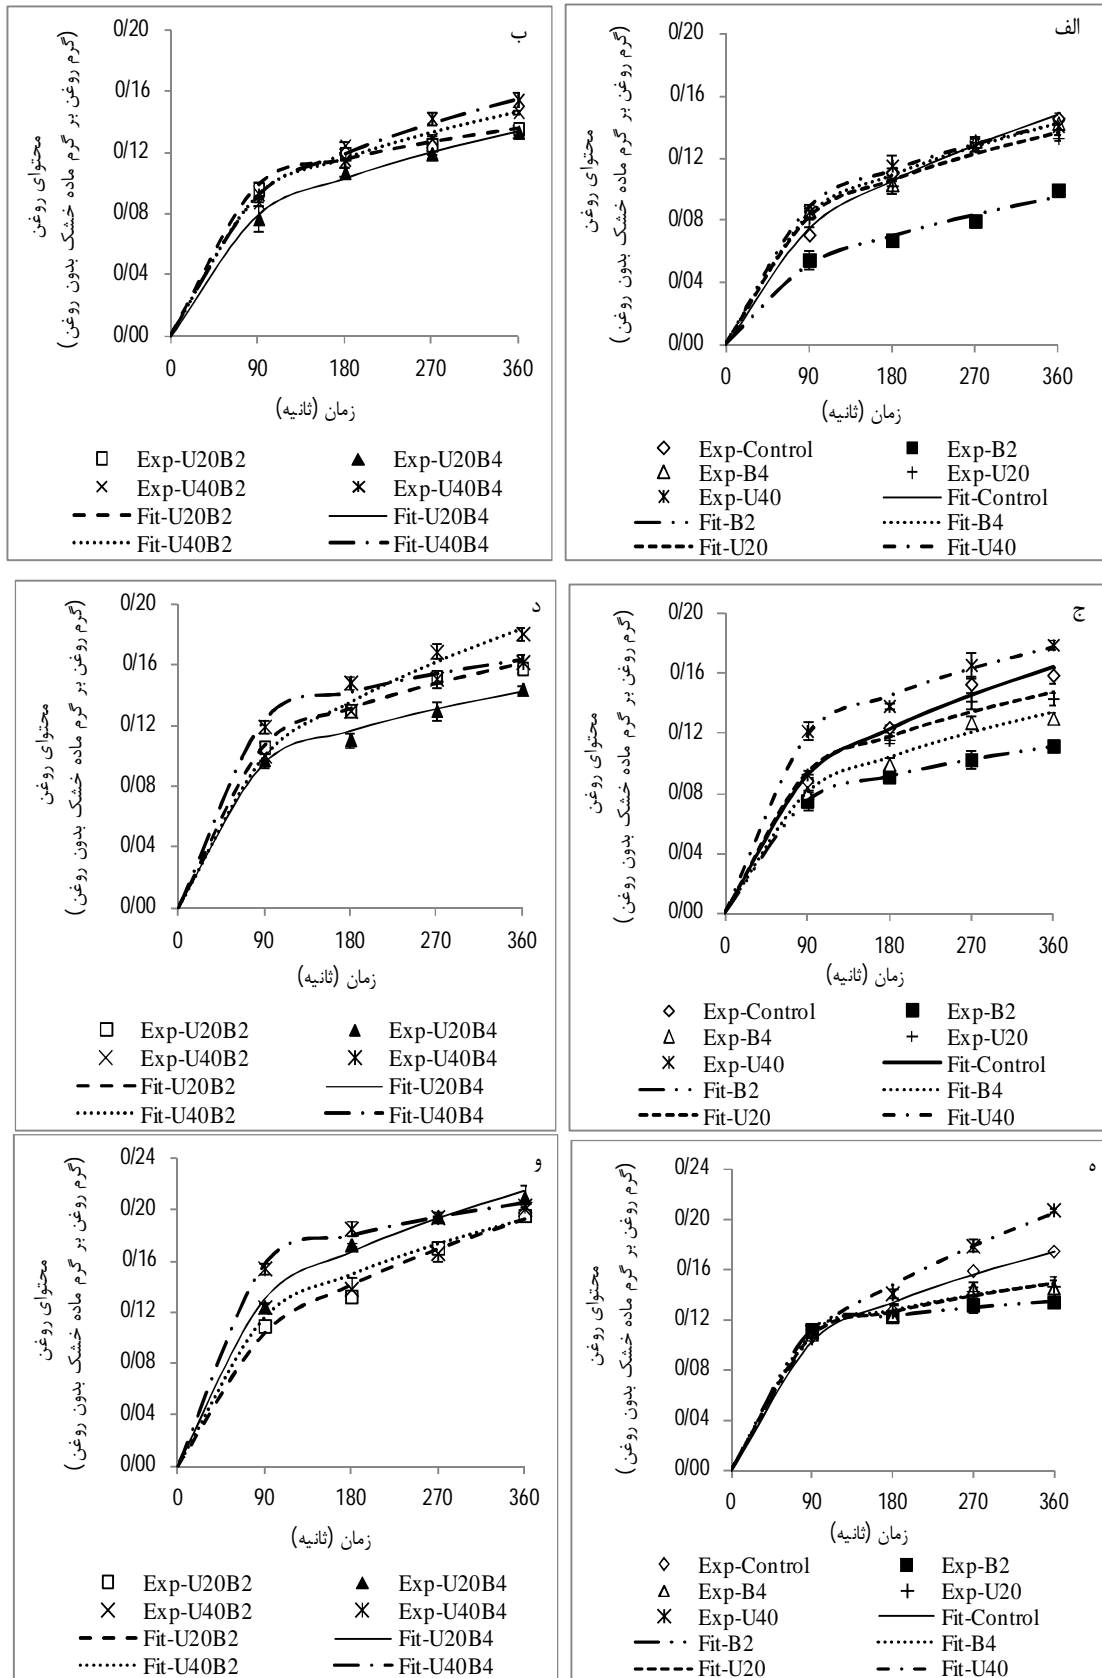 الف
محتوای روغن
(گرم روغن بر گرم ماده خشک بدون روغن)
0/20
0/16
0/12
0/08
0/04
0/00
0 90 180 270 360
زمان (ثانیه)
Exp-Control Exp-B2
Exp-B4 Exp-U20
Exp-U40 Fit-Control
Fit-B2 Fit-B4
Fit-U20 Fit-U40
محتوای روغن
(گرم روغن بر گرم ماده خشک بدون روغن)
0/20
0/16
0/12
0/08
0/04
0/00
0 90 180 270 360
زمان (ثانیه)
Exp-U20B2 Exp-U20B4
Exp-U40B2 Exp-U40B4
Fit-U20B2 Fit-U20B4
Fit-U40B2 Fit-U40B4
ج
محتوای روغن
(گرم روغن بر گرم ماده خشک بدون روغن)
0/20
0/16
0/12
0/08
0/04
0/00
0 90 180 270 360
زمان (ثانیه)
Exp-Control Exp-B2
Exp-B4 Exp-U20
Exp-U40 Fit-Control
Fit-B2 Fit-B4
Fit-U20 Fit-U40
د
محتوای روغن
(گرم روغن بر گرم ماده خشک بدون روغن)
0/20
0/16
0/12
0/08
0/04
0/00
0 90 180 270 360
زمان (ثانیه)
Exp-U20B2 Exp-U20B4
Exp-U40B2 Exp-U40B4
Fit-U20B2 Fit-U20B4
Fit-U40B2 Fit-U40B4
ه
محتوای روغن
(گرم روغن بر گرم ماده خشک بدون روغن)
0/24
0/20
0/16
0/12
0/08
0/04
0/00
0 90 180 270 360
زمان (ثانیه)
Exp-Control Exp-B2
Exp-B4 Exp-U20
Exp-U40 Fit-Control
Fit-B2 Fit-B4
Fit-U20 Fit-U40
و
محتوای روغن
(گرم روغن بر گرم ماده خشک بدون روغن)
0/24
0/20
0/16
0/12
0/08
0/04
0/00
0 90 180 270 360
زمان (ثانیه)
Exp-U20B2 Exp-U20B4
Exp-U40B2 Exp-U40B4
Fit-U20B2 Fit-U20B4
Fit-U40B2 Fit-U40B4